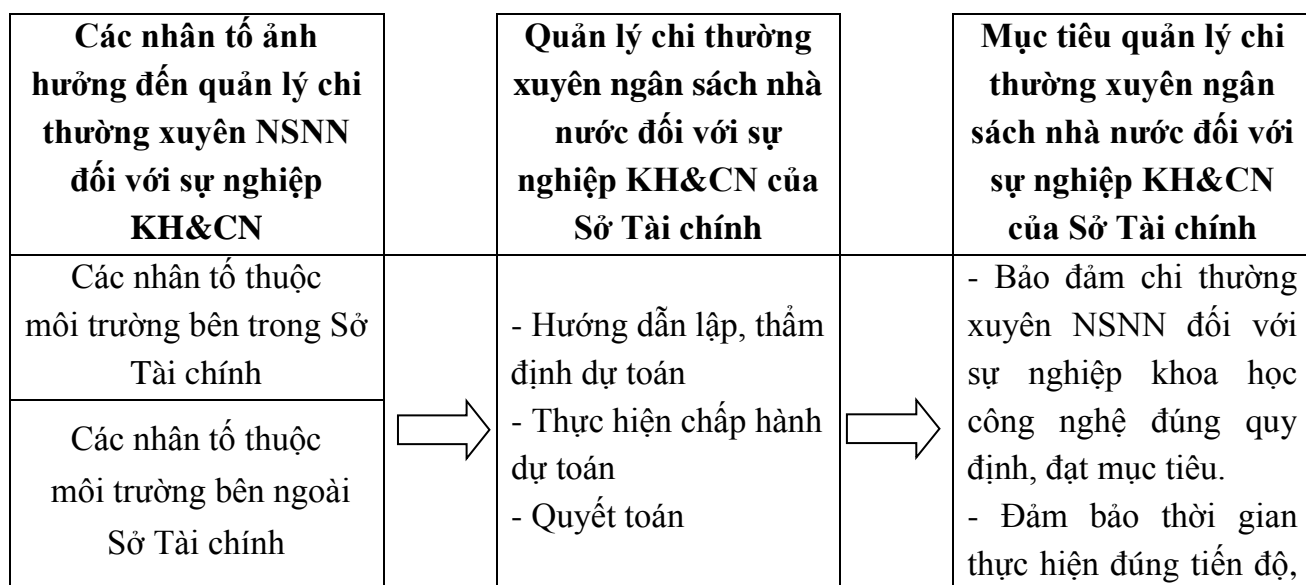 Các nhân tố ảnh
hưởng đến quản lý chi
thường xuyên NSNN
đối với sự nghiệp
KH&CN
Quản lý chi thường
xuyên ngân sách nhà
nước đối với sự
nghiệp KH&CN của
Sở Tài chính
Mục tiêu quản lý chi
thường xuyên ngân
sách nhà nước đối với
sự nghiệp KH&CN
của Sở Tài chính
Các nhân tố thuộc
môi trường bên trong Sở
Tài chính
Các nhân tố thuộc
môi trường bên ngoài
Sở Tài chính
- Hướng dẫn lập, thẩm
định dự toán
- Thực hiện chấp hành
dự toán
- Quyết toán
- Bảo đảm chi thường
xuyên NSNN đối với
sự nghiệp khoa học
công nghệ đúng quy
định, đạt mục tiêu.
- Đảm bảo thời gian
thực hiện đúng tiến độ,